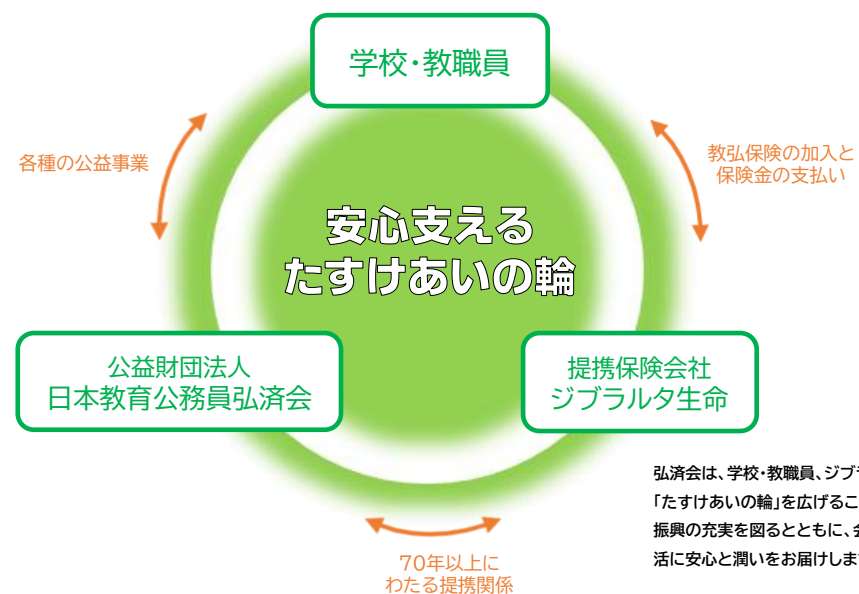 学校・教職員
各種の公益事業
教弘保険の加入と
保険金の支払い
安心支える
たすけあいの輪
公益財団法人
日本教育公務員弘済会
提携保険会社
ジブラルタ生命
70年以上に
わたる提携関係
弘済会は、学校・教職員、ジブラ
「たすけあいの輪」を広げるこ
振興の充実を図るとともに、会
活に安心と潤いをお届けします